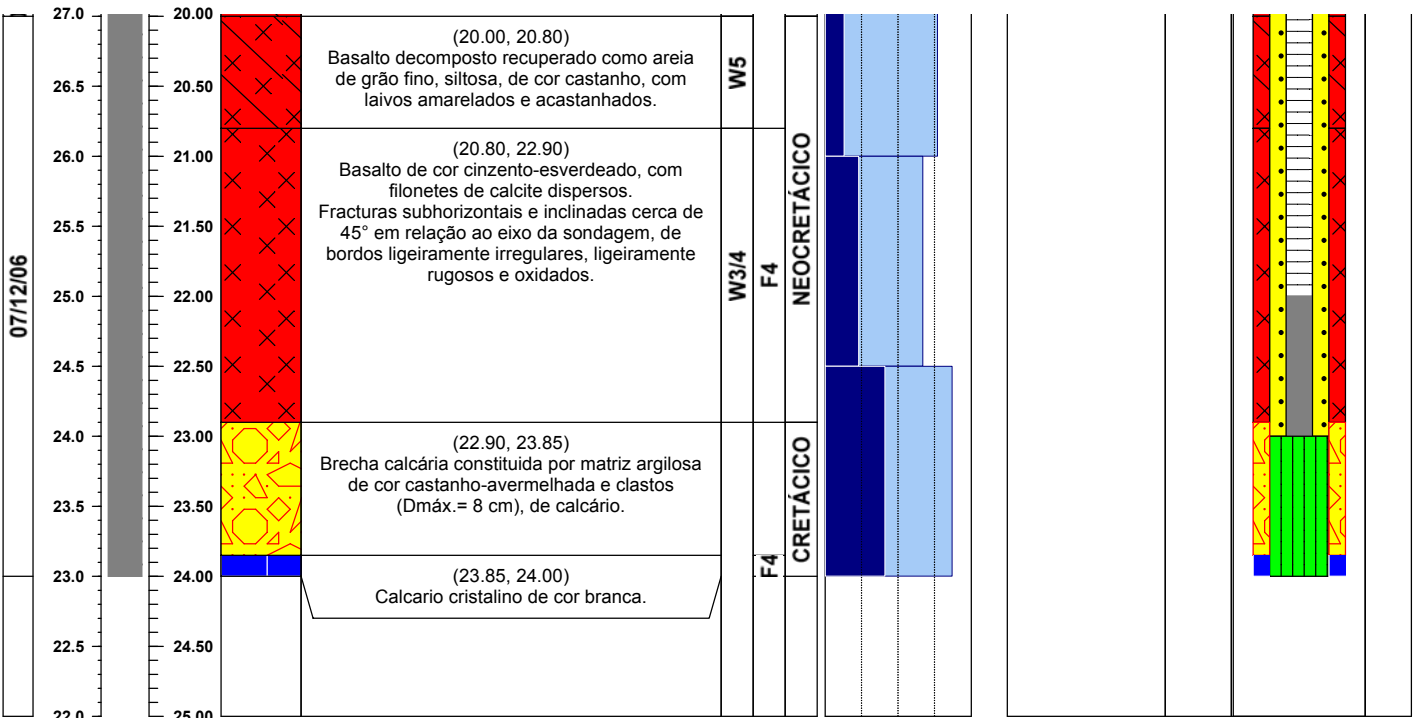 07/12/06
27.0
26.5
26.0
25.5
25.0
24.5
24.0
23.5
23.0
22.5
22.0
20.00
20.50
21.00
21.50
22.00
22.50
23.00
23.50
24.00
24.50
25.00
(20.00, 20.80)
Basalto decomposto recuperado como areia
de grão fino, siltosa, de cor castanho, com
laivos amarelados e acastanhados.
(20.80, 22.90)
Basalto de cor cinzento-esverdeado, com
filonetes de calcite dispersos.
Fracturas subhorizontais e inclinadas cerca de
45° em relação ao eixo da sondagem, de
bordos ligeiramente irregulares, ligeiramente
rugosos e oxidados.
(22.90, 23.85)
Brecha calcária constituida por matriz argilosa
de cor castanho-avermelhada e clastos
(Dmáx.= 8 cm), de calcário.
(23.85, 24.00)
Calcario cristalino de cor branca.
W5
W3/4
F4
F4
NEOCRETÁCICO
CRETÁCICO